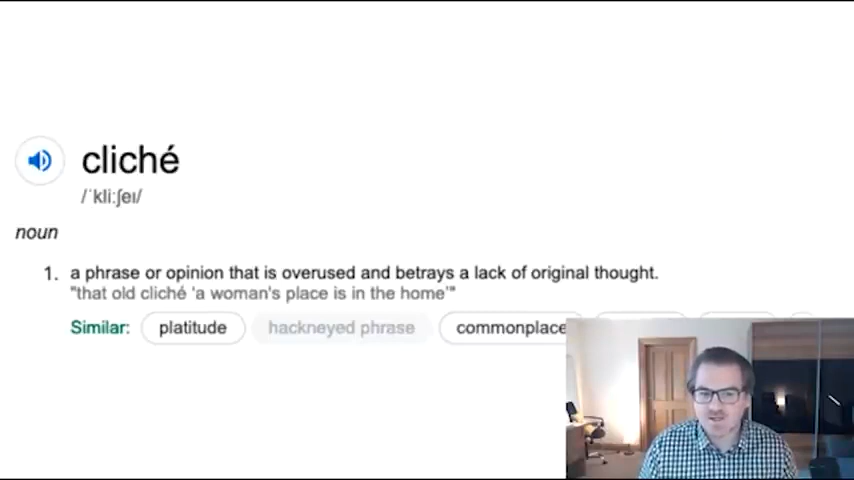 cliché
/ˈkliːʃeɪ/
noun
1. a phrase or opinion that is overused and betrays a lack of original thought.
"that old cliché 'a woman's place is in the home'"
Similar: platitude hackneyed phrase commonplace